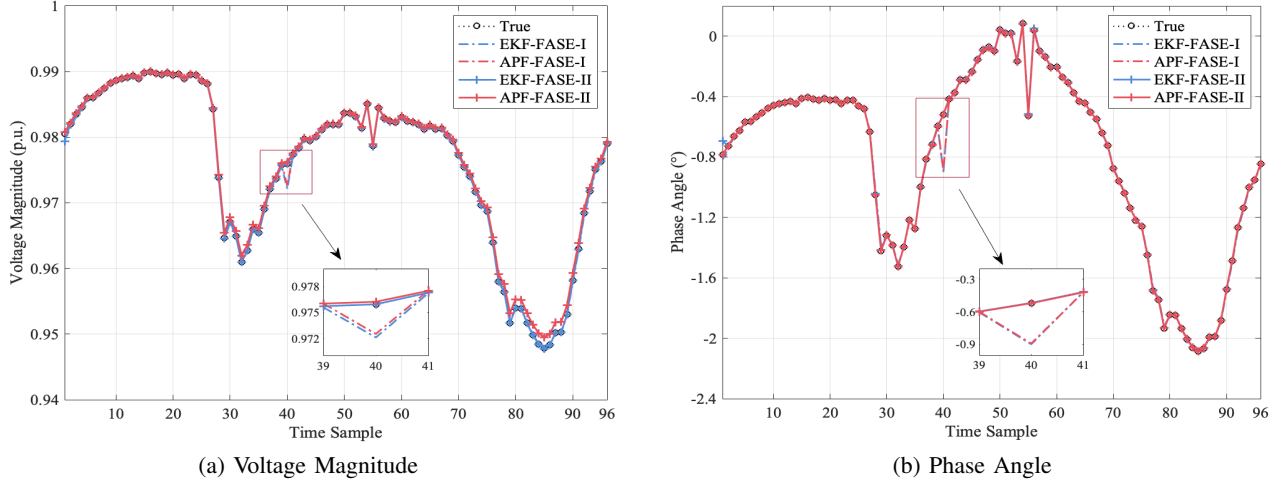 1
0.99
0.98
0.97
0.96
0.95
0.94
Voltage Magnitude (p.u.)
True
EKF-FASE-I
APF-FASE-I
EKF-FASE-II
APF-FASE-II
0.978
0.975
0.972
39 40 41
10 20 30 40 50 60 70 80 90 96
Time Sample
(a) Voltage Magnitude
0
-0.4
-0.8
-1.2
-1.6
-2
-2.4
Phase Angle (°)
True
EKF-FASE-I
APF-FASE-I
EKF-FASE-II
APF-FASE-II
-0.3
-0.6
-0.9
39 40 41
10 20 30 40 50 60 70 80 90 96
Time Sample
(b) Phase Angle